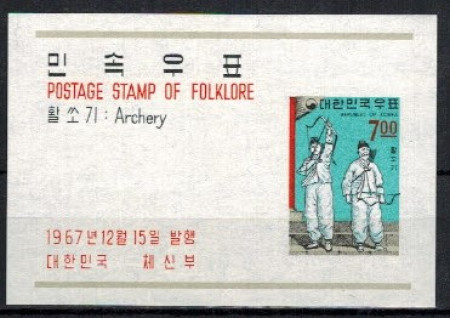 민속우표
POSTAGE STAMP OF FOLKLORE
활쏘기 : Archery
대한민국우표
REPUBLIC OF KOREA
7.00
활쏘기
1967년 12월 15일 발행
대한민국 체신부